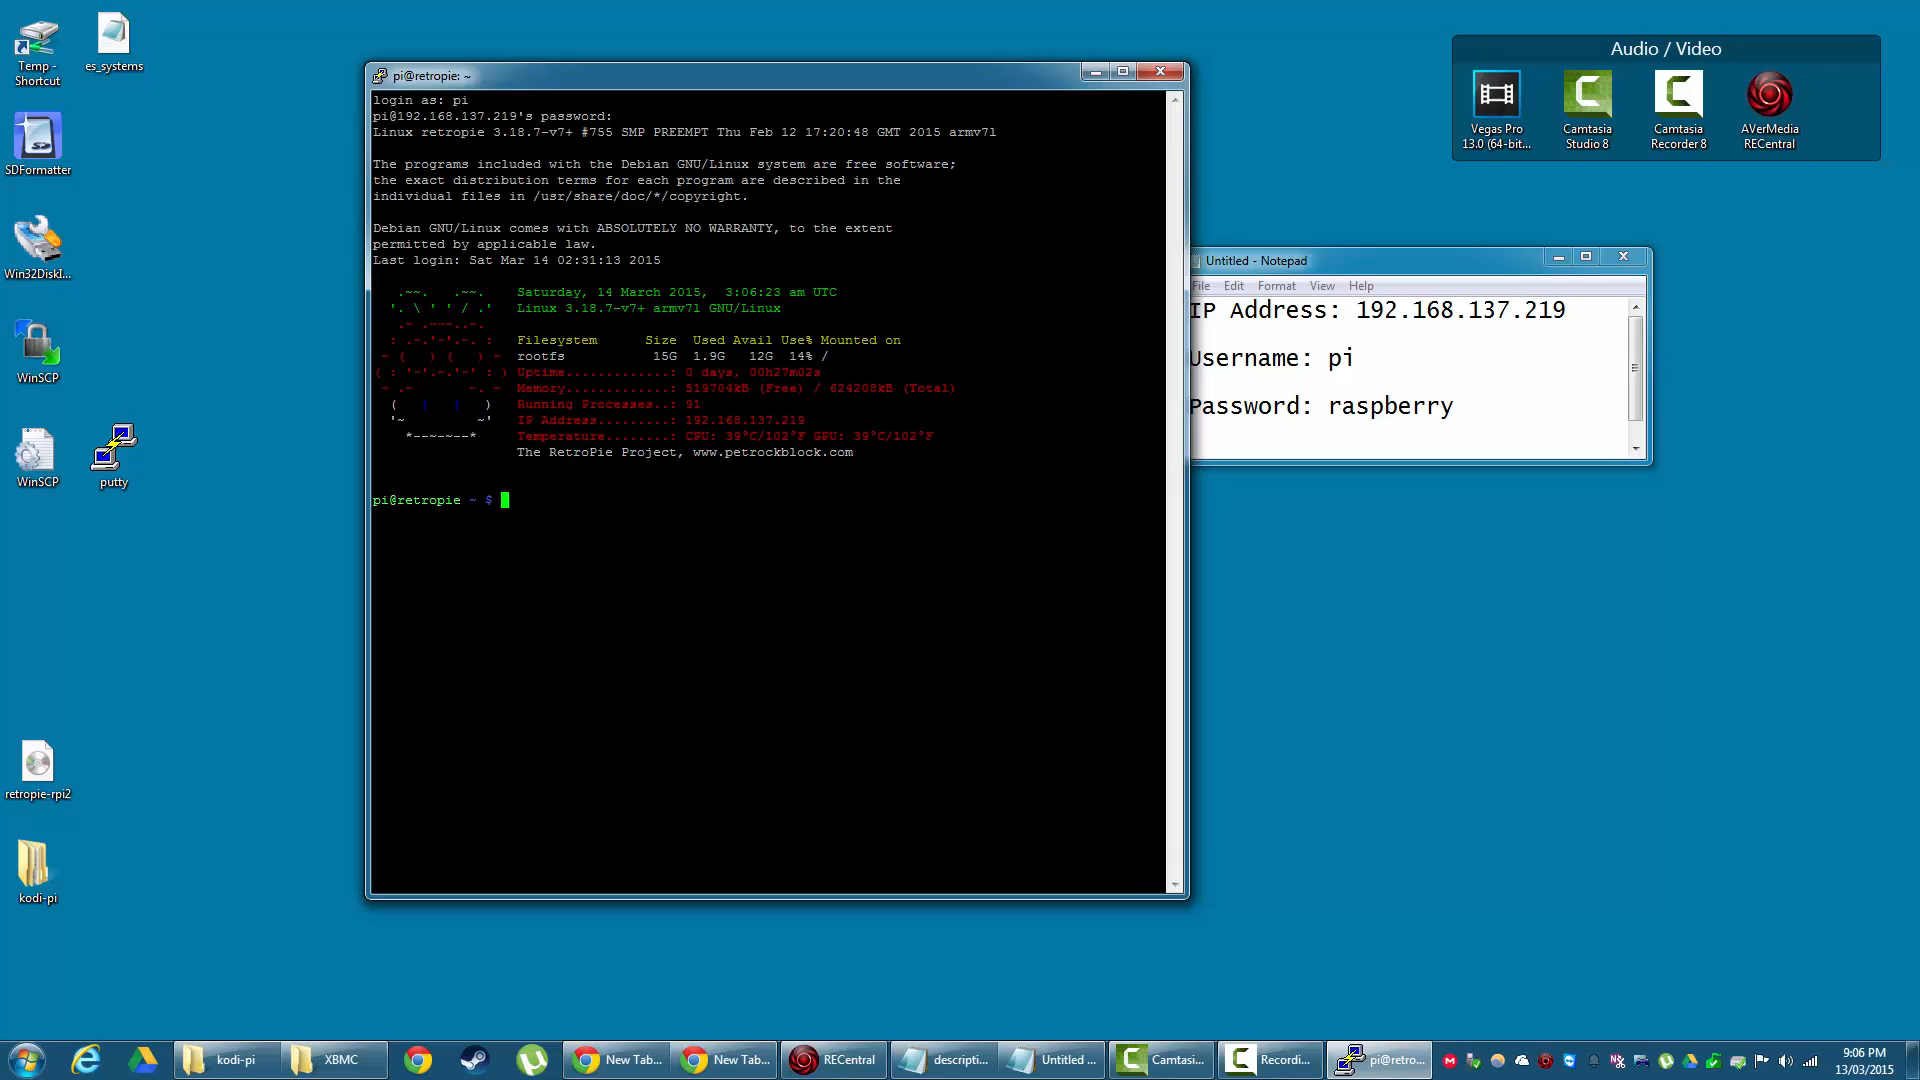 Temp -
Shortcut
es_systems
SDFormatter
Win32DiskI...
WinSCP
WinSCP
putty
retropie-rpi2
kodi-pi
pi@retropie: ~
login as: pi
pi@192.168.137.219's password:
Linux retropie 3.18.7-v7+ #755 SMP PREEMPT Thu Feb 12 17:20:48 GMT 2015 armv7l
The programs included with the Debian GNU/Linux system are free software;
the exact distribution terms for each program are described in the
individual files in /usr/share/doc/*/copyright.
Debian GNU/Linux comes with ABSOLUTELY NO WARRANTY, to the extent
permitted by applicable law.
Last login: Sat Mar 14 02:31:13 2015
Saturday, 14 March 2015,  3:06:23 am UTC
Linux 3.18.7-v7+ armv7l GNU/Linux
Filesystem      Size  Used Avail Use% Mounted on
rootfs           15G  1.9G   12G  14% /
Uptime.............: 0 days, 00h27m02s
Memory.............: 519704kB (Free) / 624208kB (Total)
Running Processes..: 91
IP Address.........: 192.168.137.219
Temperature........: CPU: 39°C/102°F GPU: 39°C/102°F
The RetroPie Project, www.petrockblock.com
pi@retropie ~ $
Audio / Video
Vegas Pro
13.0 (64-bit...
Camtasia
Studio 8
Camtasia
Recorder 8
AVerMedia
RECentral
Untitled - Notepad
File Edit Format View Help
IP Address: 192.168.137.219
Username: pi
Password: raspberry
kodi-pi
XBMC
New Tab...
New Tab...
RECentral
descripti...
Untitled ...
Camtasi...
Recordi...
pi@retro...
9:06 PM
13/03/2015